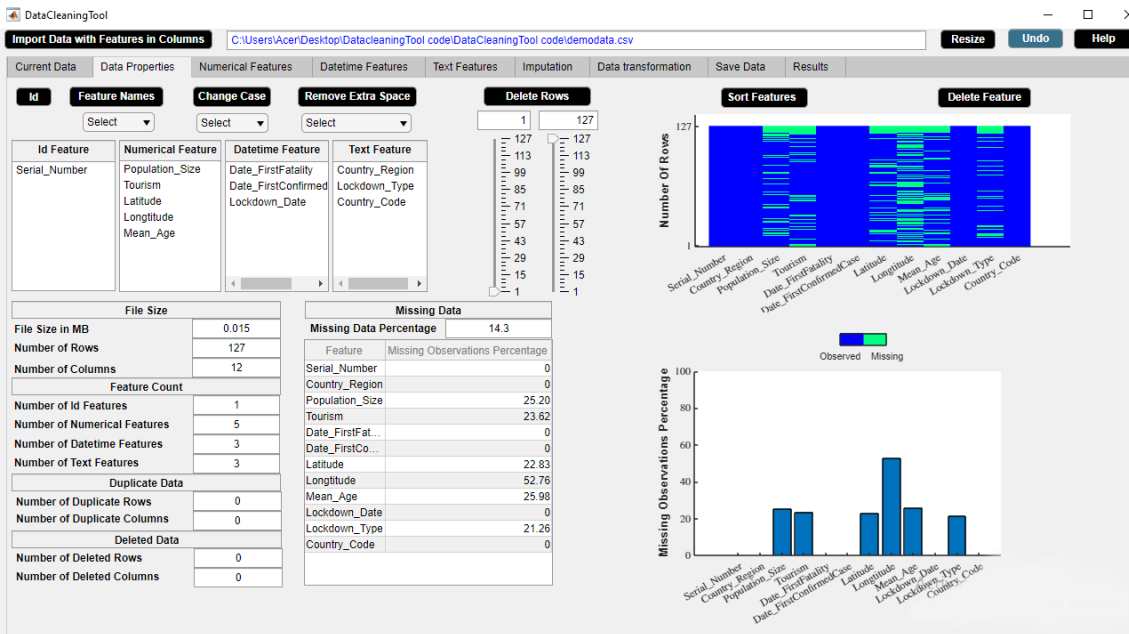 DataCleaningTool
Import Data with Features in Columns
C:\Users\Acer\Desktop\DatacleaningTool code\DataCleaningTool code\demodata.csv
Resize Undo Help
Current Data Data Properties Numerical Features Datetime Features Text Features Imputation Data transformation Save Data Results
Id Feature Names Change Case Remove Extra Space Delete Rows Sort Features Delete Feature
Select Select Select 1 127
Id Feature Numerical Feature Datetime Feature Text Feature
Serial_Number
Population_Size
Tourism
Latitude
Longtitude
Mean_Age
Date_FirstFatality
Date_FirstConfirmed
Lockdown_Date
Country_Region
Lockdown_Type
Country_Code
127 127
113 113
99 99
85 85
71 71
57 57
43 43
29 29
15 15
1 1
Number Of Rows
127
1
Serial_Number
Country_Region
Population_Size
Tourism
Date_FirstFatality
Date_FirstConfirmedCase
Latitude
Longtitude
Mean_Age
Lockdown_Date
Lockdown_Type
Country_Code
Observed Missing
File Size
File Size in MB 0.015
Number of Rows 127
Number of Columns 12
Feature Count
Number of Id Features 1
Number of Numerical Features 5
Number of Datetime Features 3
Number of Text Features 3
Duplicate Data
Number of Duplicate Rows 0
Number of Duplicate Columns 0
Deleted Data
Number of Deleted Rows 0
Number of Deleted Columns 0
Missing Data
Missing Data Percentage 14.3
Feature Missing Observations Percentage
Serial_Number 0
Country_Region 0
Population_Size 25.20
Tourism 23.62
Date_FirstFat... 0
Date_FirstCo... 0
Latitude 22.83
Longtitude 52.76
Mean_Age 25.98
Lockdown_Date 0
Lockdown_Type 21.26
Country_Code 0
Missing Observations Percentage
100
80
60
40
20
0
Serial_Number
Country_Region
Population_Size
Tourism
Date_FirstFatality
Date_FirstConfirmedCase
Latitude
Longtitude
Mean_Age
Lockdown_Date
Lockdown_Type
Country_Code